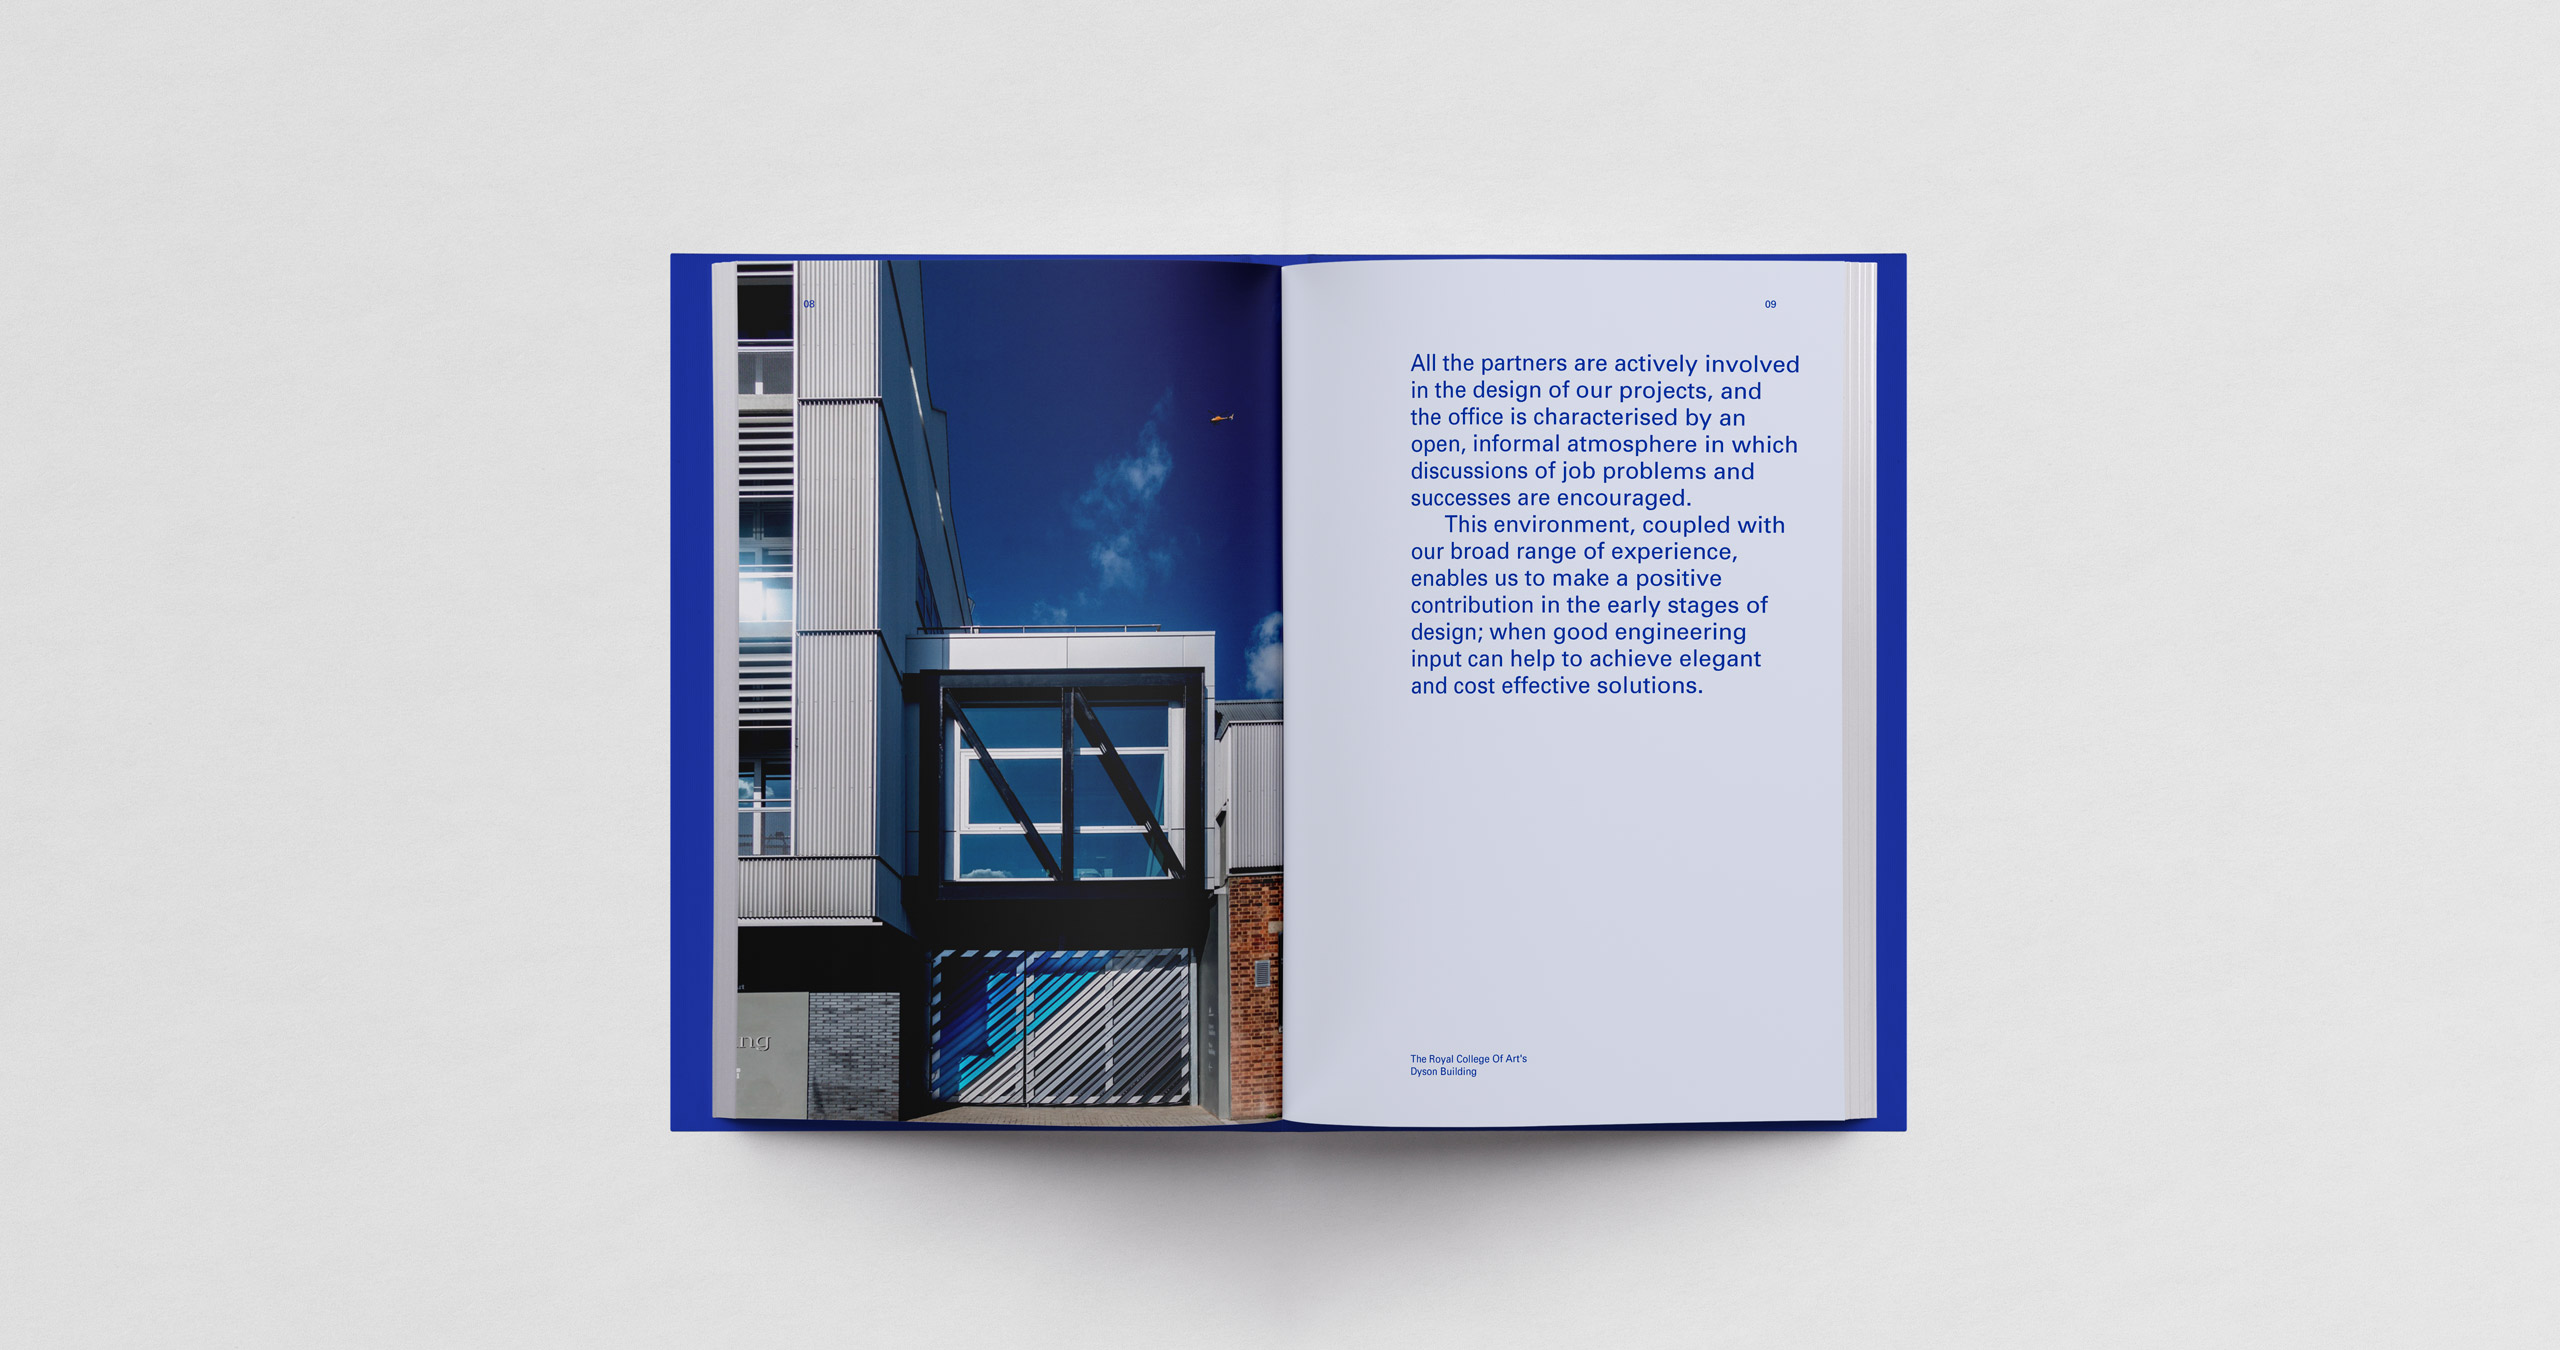 08
ng
09
All the partners are actively involved
in the design of our projects, and
the office is characterised by an
open, informal atmosphere in which
discussions of job problems and
successes are encouraged.
This environment, coupled with
our broad range of experience,
enables us to make a positive
contribution in the early stages of
design; when good engineering
input can help to achieve elegant
and cost effective solutions.
The Royal College Of Art's
Dyson Building